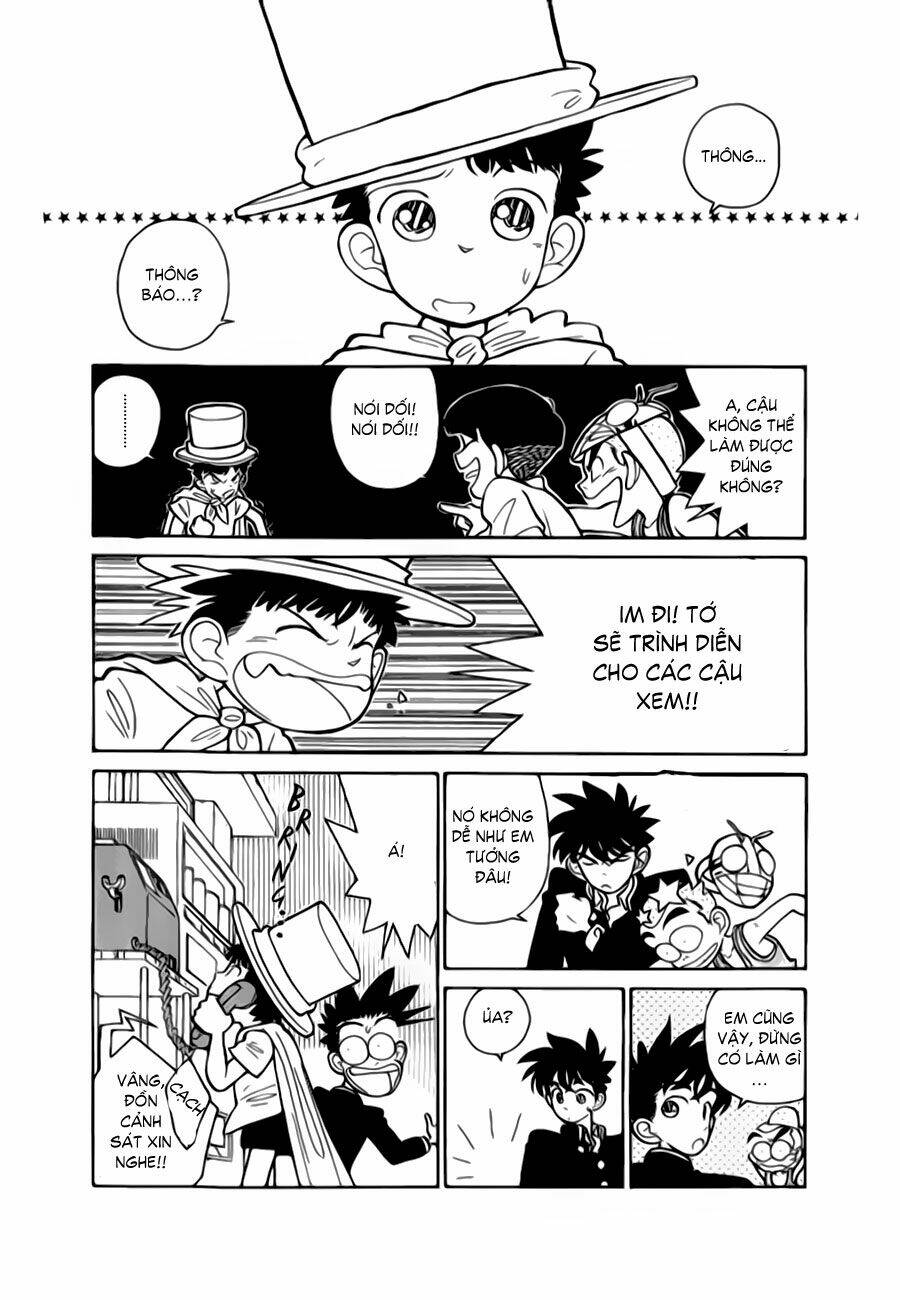 THÔNG...
THÔNG
BÁO...?
A, CẬU
KHÔNG THỂ
LÀM ĐƯỢC
ĐÚNG
KHÔNG?
NÓI DỐI!
NÓI DỐI!!
.........
IM ĐI! TỚ
SẼ TRÌNH DIỄN
CHO CÁC CẬU
XEM!!
NÓ KHÔNG
DỄ NHƯ EM
TƯỞNG
ĐÂU!
EM CŨNG
VẬY, ĐỪNG
CÓ LÀM GÌ
...
ỦA?
Á!
BRRING.
CẠCH
VÂNG,
ĐỒN
CẢNH
SÁT XIN
NGHE!!